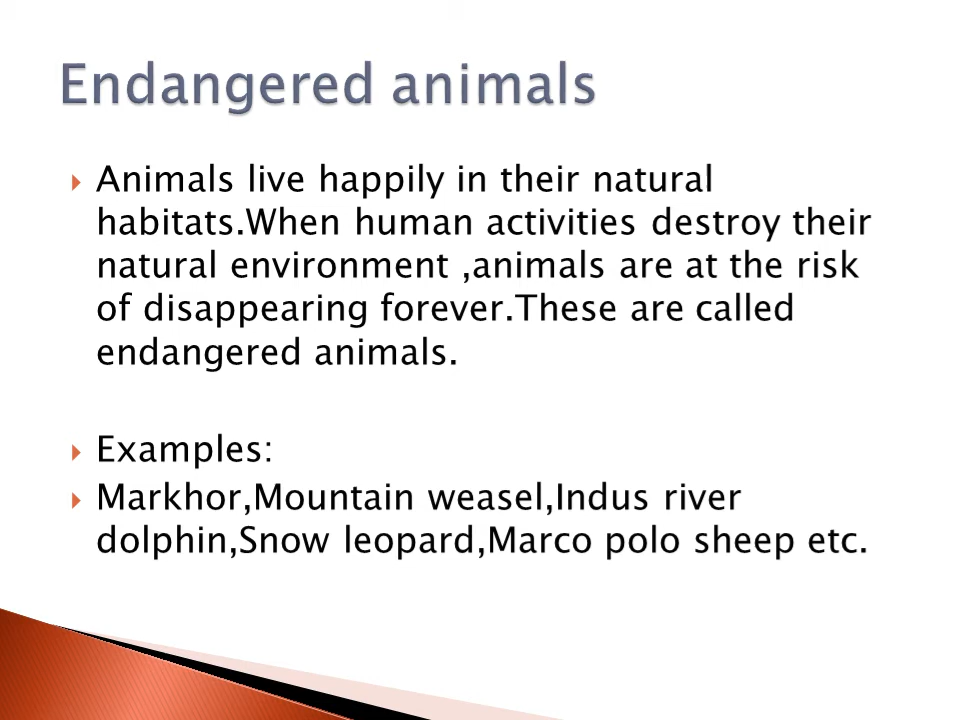 Endangered animals
Animals live happily in their natural
habitats.When human activities destroy their
natural environment ,animals are at the risk
of disappearing forever.These are called
endangered animals.
Examples:
Markhor,Mountain weasel,Indus river
dolphin,Snow leopard,Marco polo sheep etc.